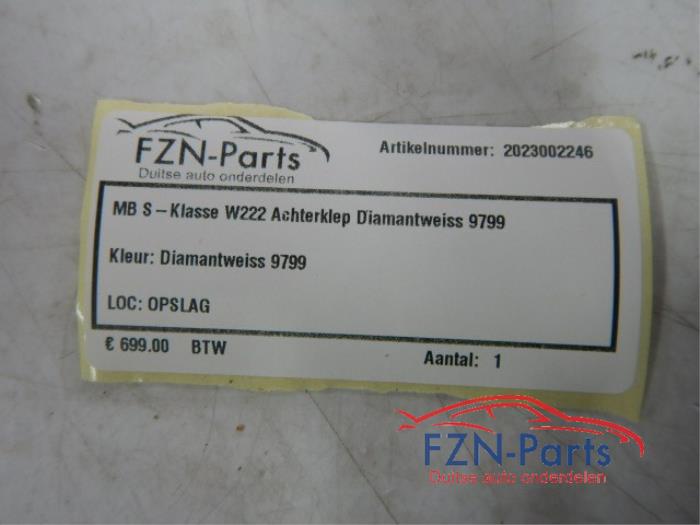 FZN-Parts
Duitse auto onderdelen
Artikelnummer: 2023002246
MB S - Klasse W222 Achterklep Diamantweiss 9799
Kleur: Diamantweiss 9799
LOC: OPSLAG
€ 699.00 BTW
Aantal: 1
FZN-Parts
Duitse auto onderdelen